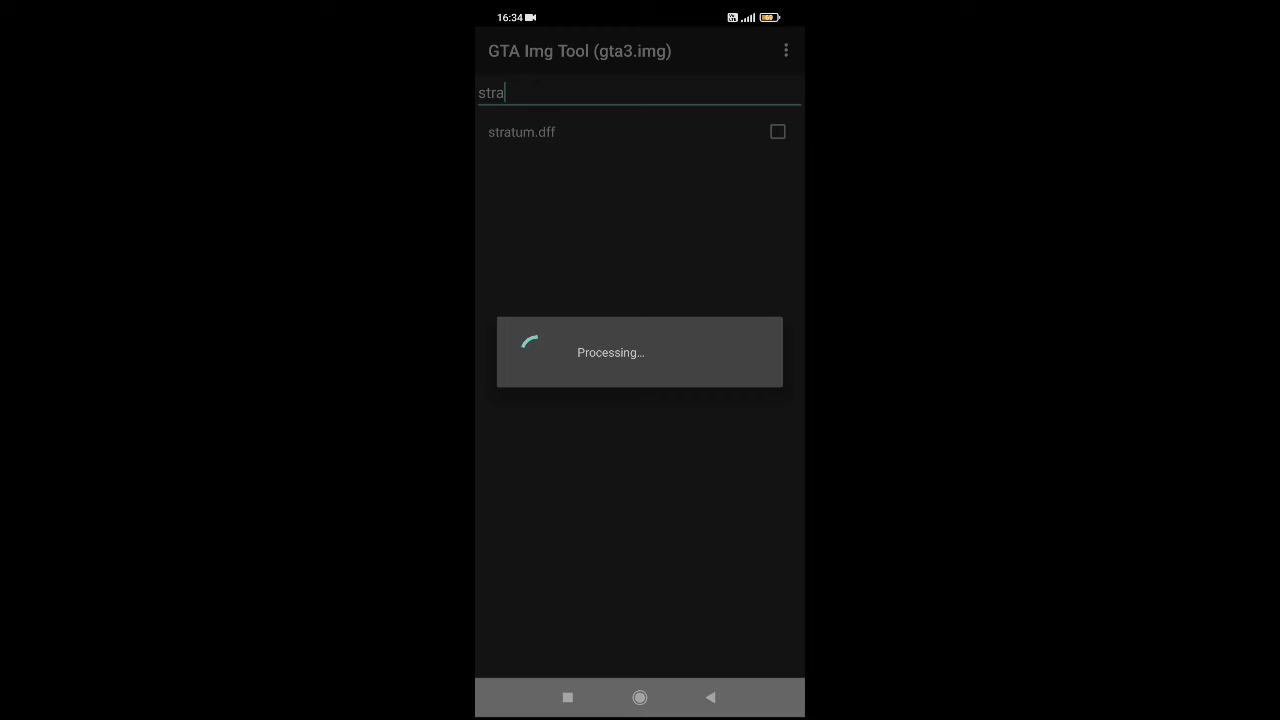 16:34
GTA Img Tool (gta3.img)
stra
stratum.dff
Processing...